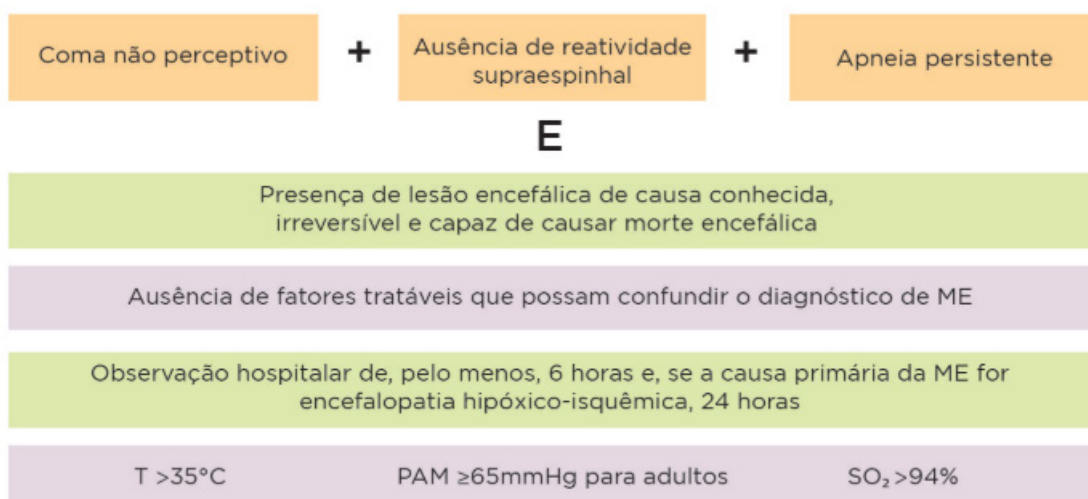 Coma não perceptivo
+
Ausência de reatividade
supraespinhal
+
Apneia persistente
E
Presença de lesão encefálica de causa conhecida,
irreversível e capaz de causar morte encefálica
Ausência de fatores tratáveis que possam confundir o diagnóstico de ME
Observação hospitalar de, pelo menos, 6 horas e, se a causa primária da ME for
encefalopatia hipóxico-isquêmica, 24 horas
T >35°C PAM ≥65mmHg para adultos SO₂ >94%